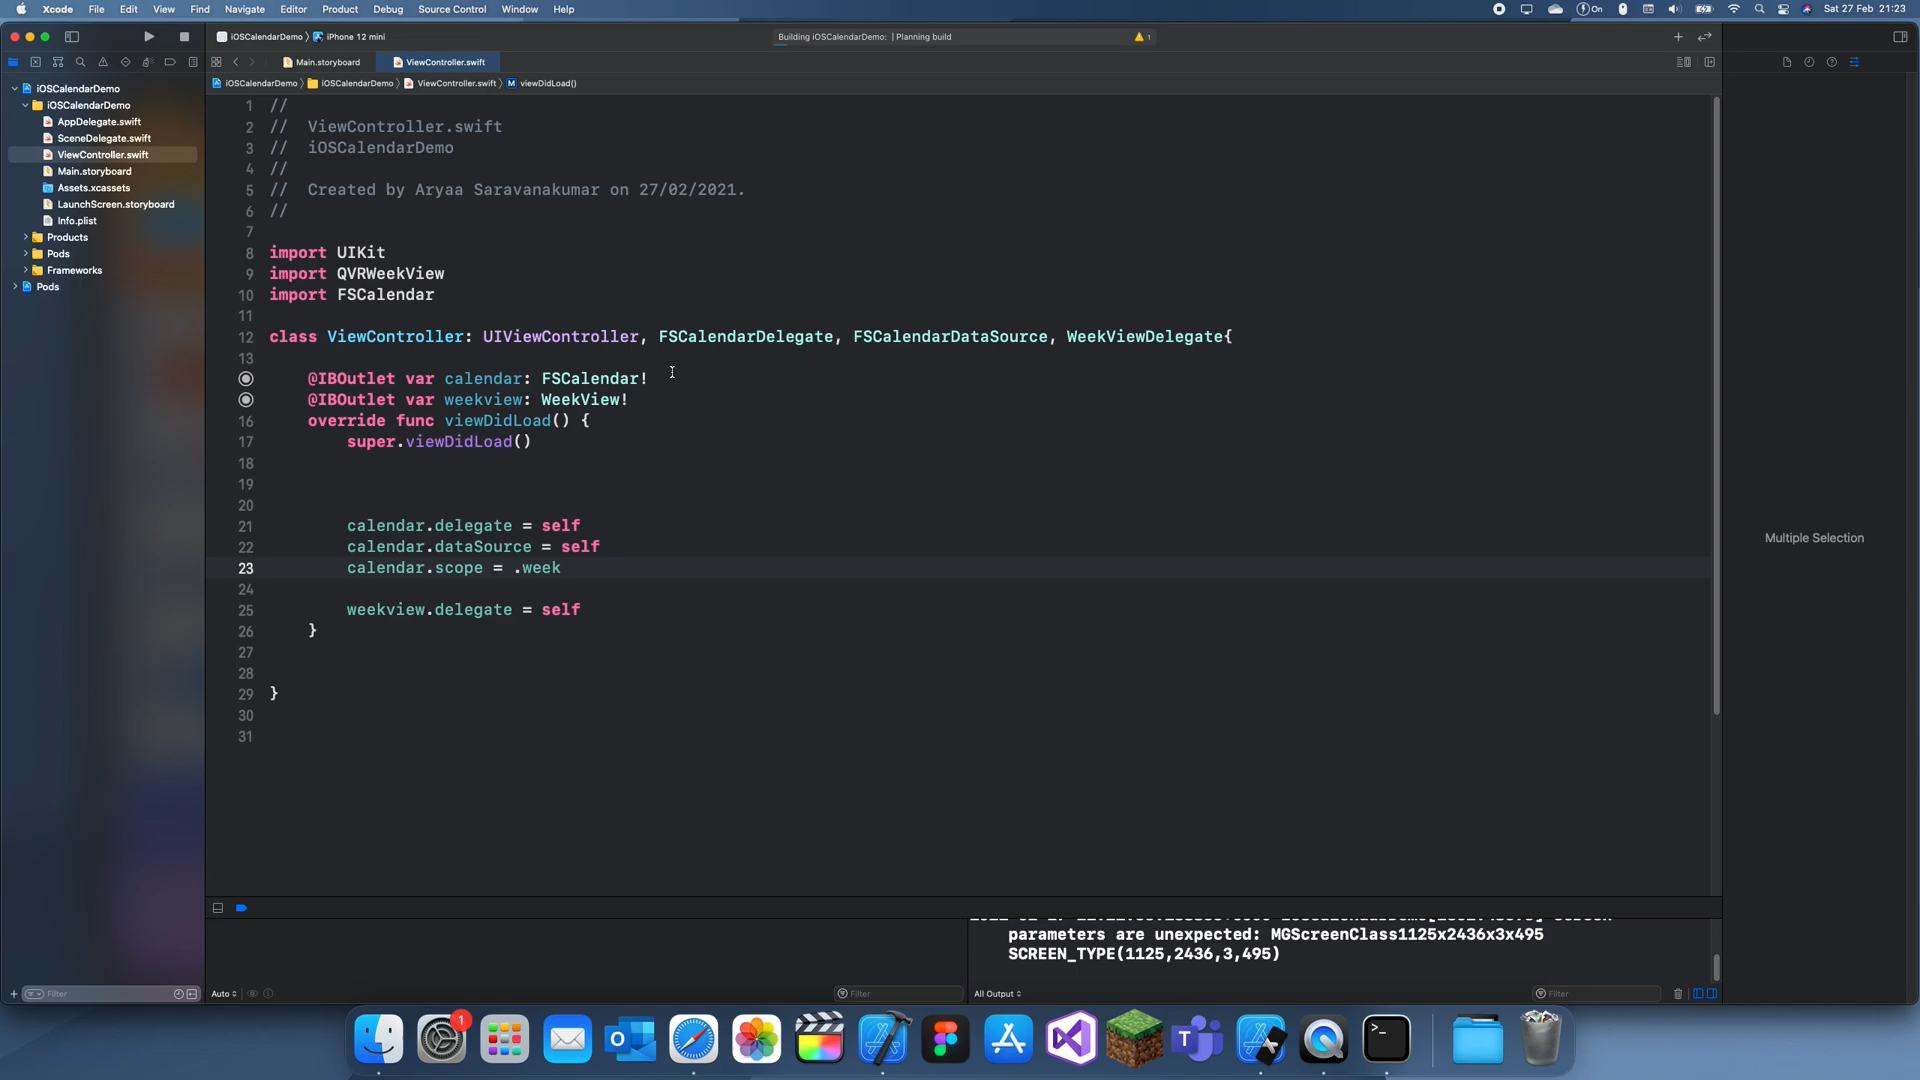 Xcode File Edit View Find Navigate Editor Product Debug Source Control Window Help
On Sat 27 Feb 21:23
iOSCalendarDemo iPhone 12 mini
Building iOSCalendarDemo: | Planning build
1
Main.storyboard
ViewController.swift
iOSCalendarDemo iOSCalendarDemo ViewController.swift M viewDidLoad()
iOSCalendarDemo
iOSCalendarDemo
AppDelegate.swift
SceneDelegate.swift
ViewController.swift
Main.storyboard
Assets.xcassets
LaunchScreen.storyboard
Info.plist
Products
Pods
Frameworks
Pods
1 //
2 // ViewController.swift
3 // iOSCalendarDemo
4 //
5 // Created by Aryaa Saravanakumar on 27/02/2021.
6 //
7
8 import UIKit
9 import QVRWeekView
10 import FSCalendar
11
12 class ViewController: UIViewController, FSCalendarDelegate, FSCalendarDataSource, WeekViewDelegate{
13
@IBOutlet var calendar: FSCalendar!
@IBOutlet var weekview: WeekView!
16 override func viewDidLoad() {
17 super.viewDidLoad()
18
19
20
21 calendar.delegate = self
22 calendar.dataSource = self
23 calendar.scope = .week
24
25 weekview.delegate = self
26 }
27
28
29 }
30
31
Multiple Selection
parameters are unexpected: MGScreenClass1125x2436x3x495
SCREEN_TYPE(1125,2436,3,495)
Filter
Auto
Filter
All Output
Filter
1